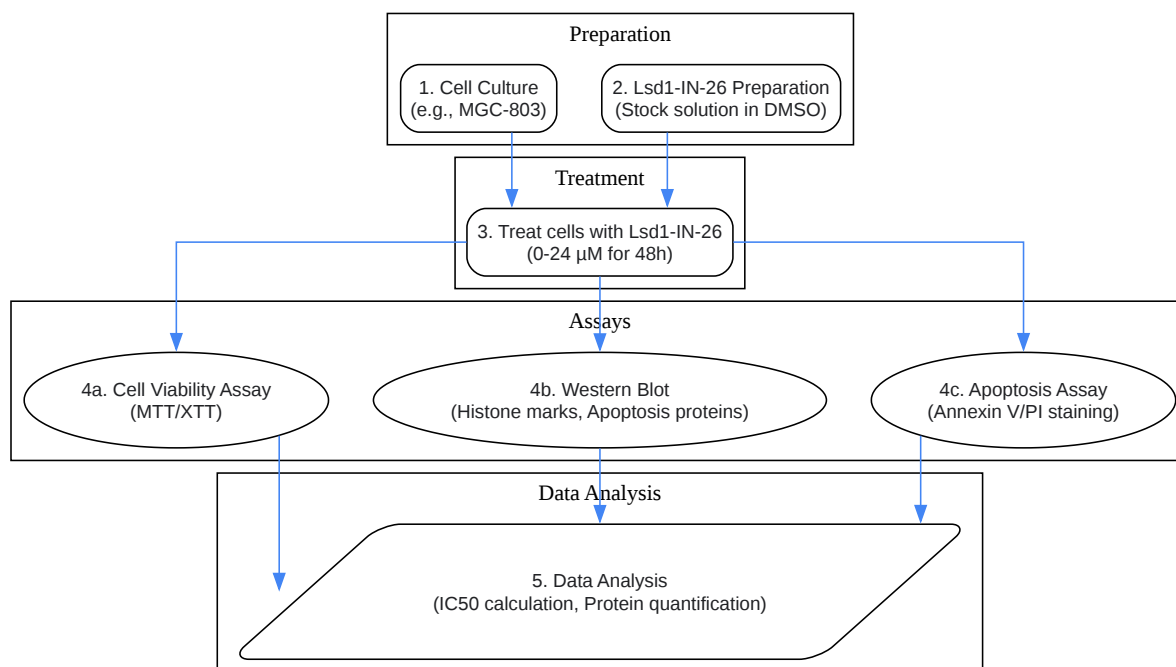 Preparation
1. Cell Culture
(e.g., MGC-803)
2. Lsd1-IN-26 Preparation
(Stock solution in DMSO)
Treatment
3. Treat cells with Lsd1-IN-26
(0-24 µM for 48h)
Assays
4a. Cell Viability Assay
(MTT/XTT)
4b. Western Blot
(Histone marks, Apoptosis proteins)
4c. Apoptosis Assay
(Annexin V/PI staining)
Data Analysis
5. Data Analysis
(IC50 calculation, Protein quantification)